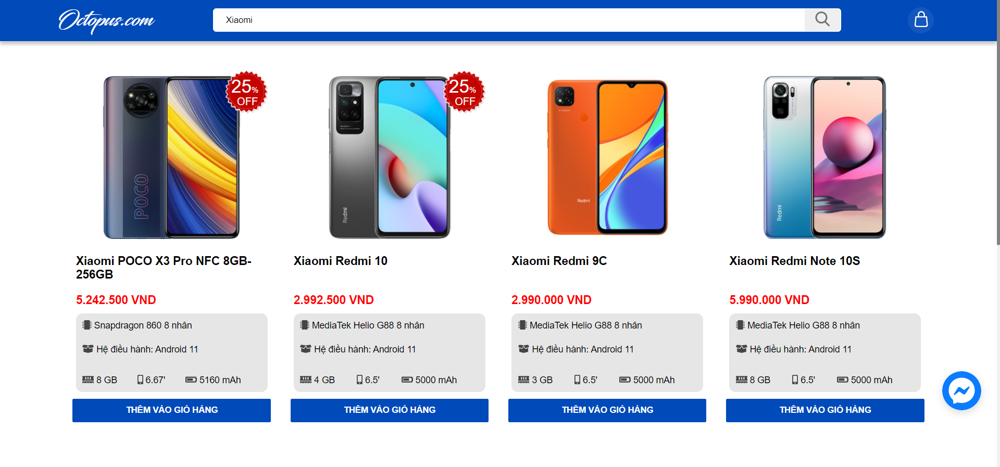 Octopus.com
Xiaomi
25%
OFF
25%
OFF
POCO
Redmi
Redmi
Redmi
Xiaomi POCO X3 Pro NFC 8GB-
256GB
5.242.500 VND
Snapdragon 860 8 nhân
Hệ điều hành: Android 11
8 GB
6.67'
5160 mAh
THÊM VÀO GIỎ HÀNG
Xiaomi Redmi 10
2.992.500 VND
MediaTek Helio G88 8 nhân
Hệ điều hành: Android 11
4 GB
6.5'
5000 mAh
THÊM VÀO GIỎ HÀNG
Xiaomi Redmi 9C
2.990.000 VND
MediaTek Helio G88 8 nhân
Hệ điều hành: Android 11
3 GB
6.5'
5000 mAh
THÊM VÀO GIỎ HÀNG
Xiaomi Redmi Note 10S
5.990.000 VND
MediaTek Helio G88 8 nhân
Hệ điều hành: Android 11
8 GB
6.5'
5000 mAh
THÊM VÀO GIỎ HÀNG